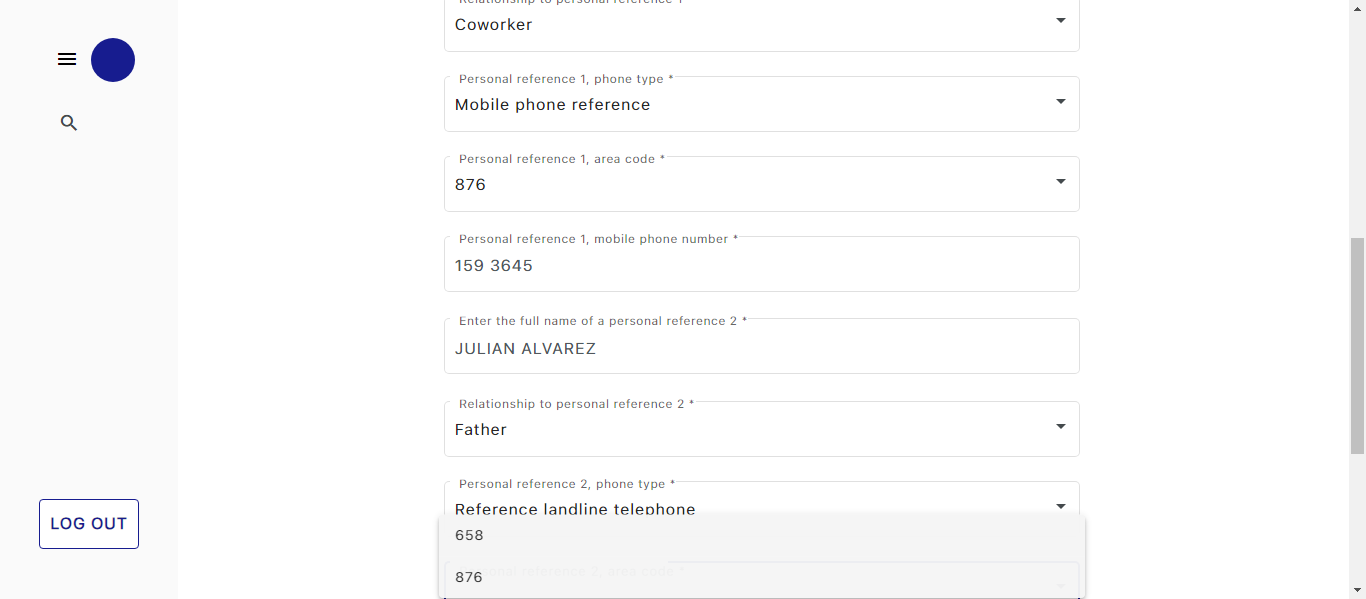 Relationship to personal reference 1
Coworker
Personal reference 1, phone type *
Mobile phone reference
Personal reference 1, area code *
876
Personal reference 1, mobile phone number *
159 3645
Enter the full name of a personal reference 2 *
JULIAN ALVAREZ
Relationship to personal reference 2 *
Father
Personal reference 2, phone type *
Reference landline telephone
658
Personal reference 2, area code *
876
LOG OUT